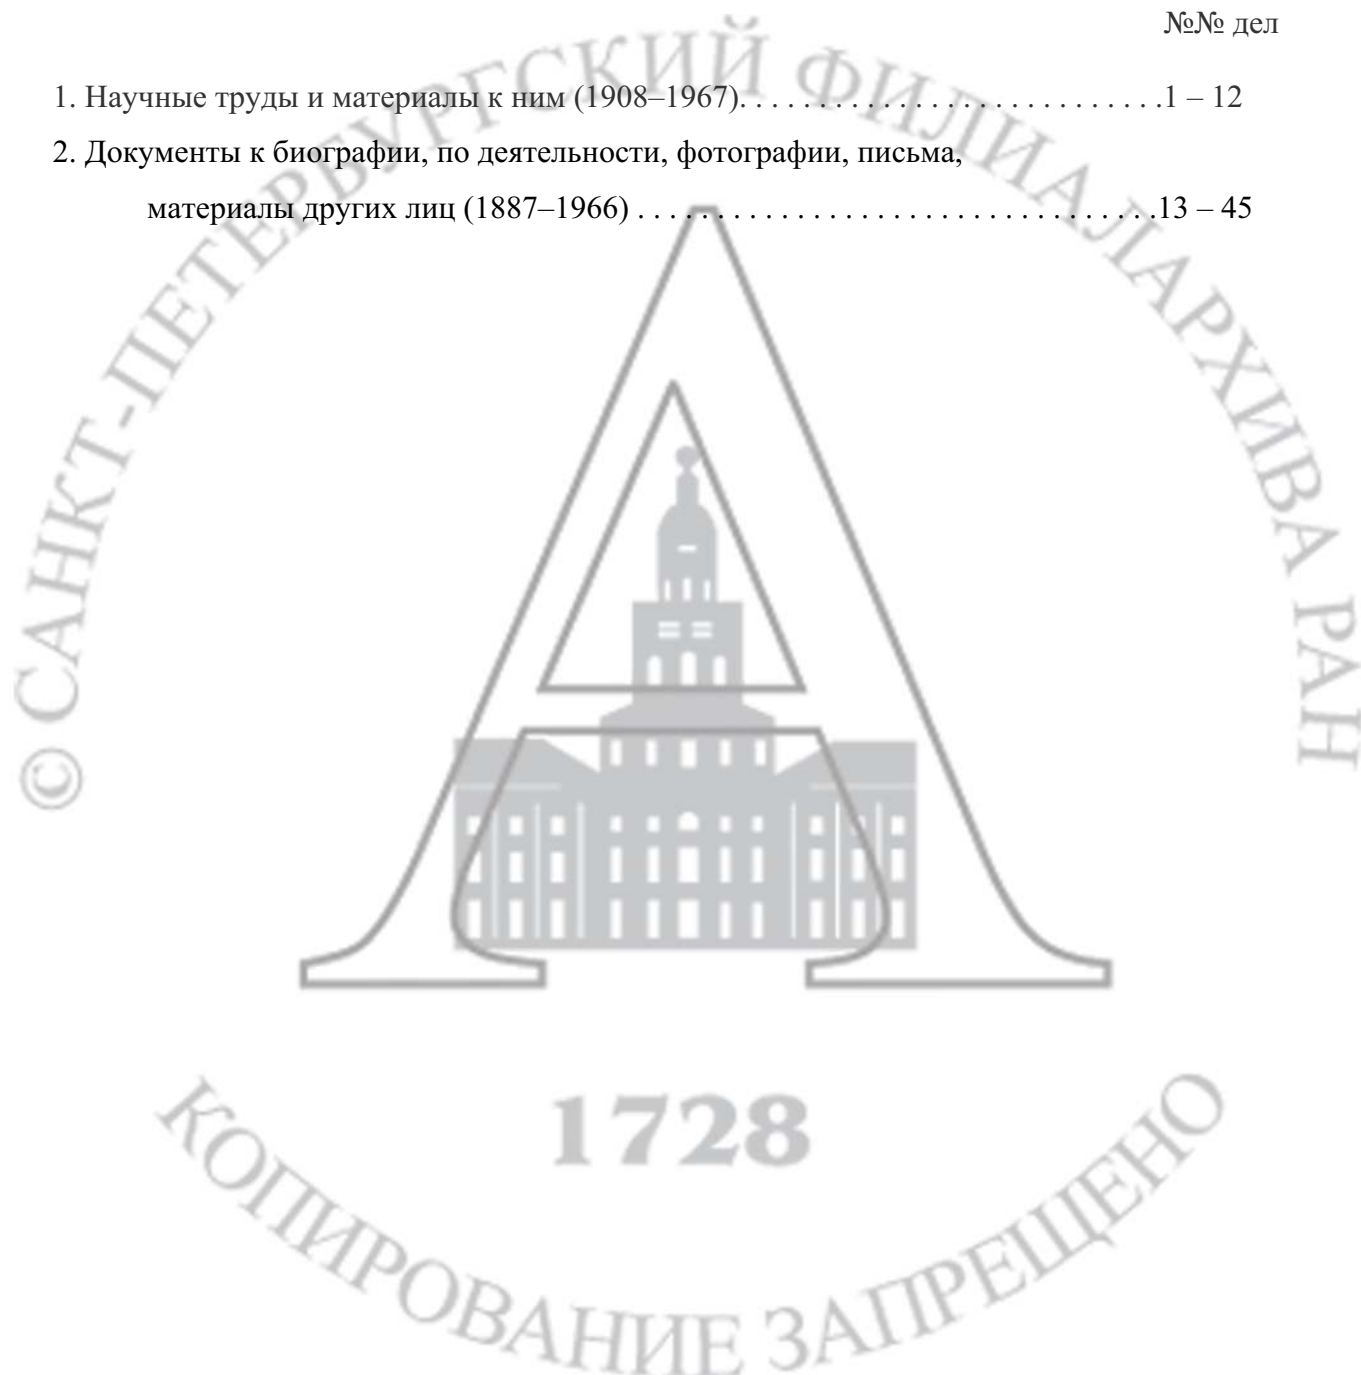 №№ дел
1. Научные труды и материалы к ним (1908–1967). . . . . . . . . . . . . . . . . . . . . . . . . . .1 – 12
2. Документы к биографии, по деятельности, фотографии, письма,
материалы других лиц (1887–1966) . . . . . . . . . . . . . . . . . . . . . . . . . . . . . . . . .13 – 45
© САНКТ-ПЕТЕРБУРГСКИЙ ФИЛИАЛ АРХИВА РАН
1728
КОПИРОВАНИЕ ЗАПРЕЩЕНО